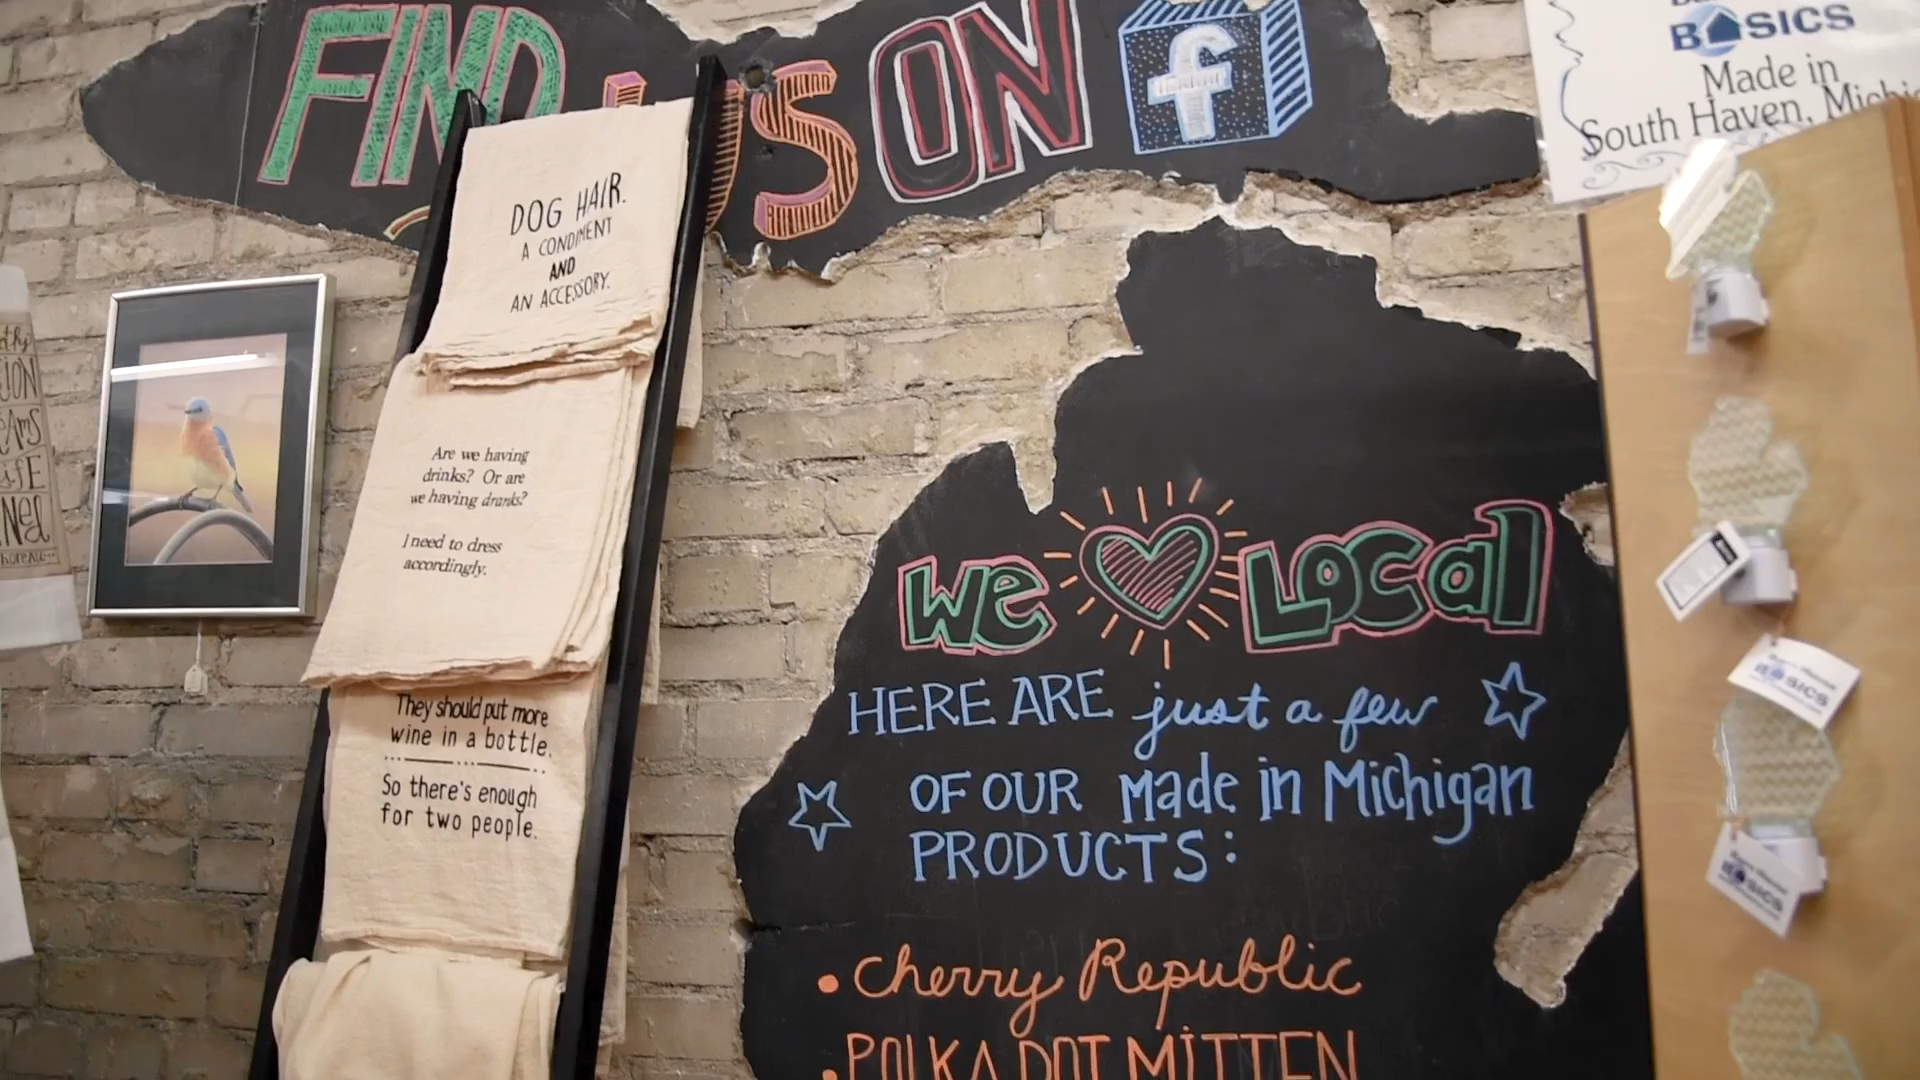 FIND US ON f
BASICS
Made in
South Haven,
DOG HAIR.
A CONDIMENT
AND
AN ACCESSORY.
Are we having
drinks? Or are
we having dranks?
I need to dress
accordingly.
They should put more
wine in a bottle.
So there's enough
for two people.
We Local
HERE ARE just a few
OF OUR Made in Michigan
PRODUCTS:
• Cherry Republic
• POLKA DOT MITTEN
BASICS
BASICS